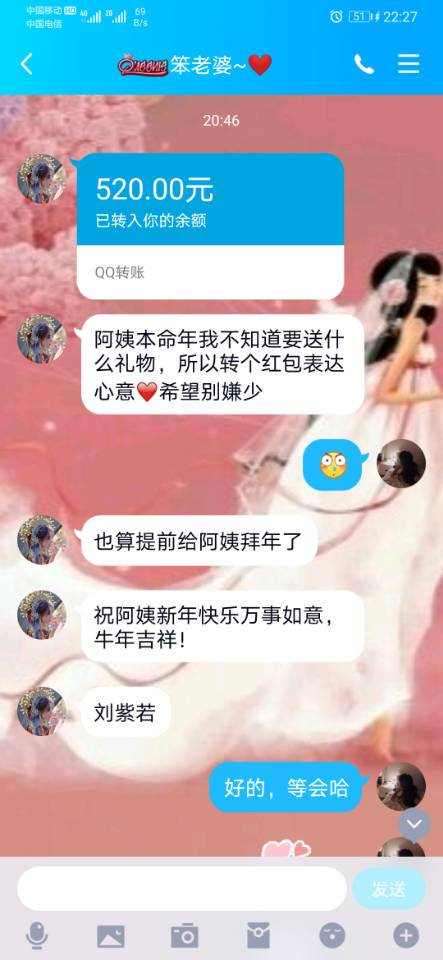 中国移动 HD 4G 2G 69
中国电信 B/s
51 22:27
笨老婆~❤️
20:46
520.00元
已转入你的余额
QQ转账
阿姨本命年我不知道要送什
么礼物，所以转个红包表达
心意❤️希望别嫌少
也算提前给阿姨拜年了
祝阿姨新年快乐万事如意，
牛年吉祥！
刘紫若
好的，等会哈
发送